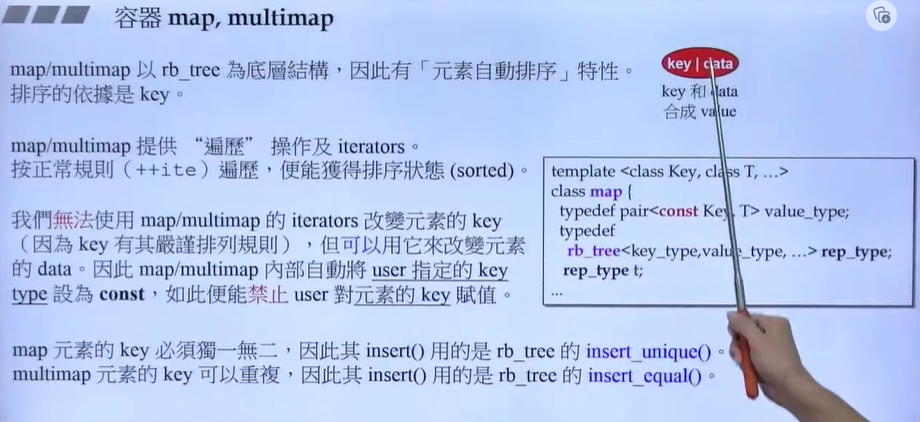 容器 map, multimap
map/multimap 以 rb_tree 為底層結構，因此有「元素自動排序」特性。
排序的依據是 key。
key | data
key 和 data
合成 value
map/multimap 提供 “遍歷” 操作及 iterators。
按正常規則（++ite）遍歷，便能獲得排序狀態 (sorted)。
我們無法使用 map/multimap 的 iterators 改變元素的 key
（因為 key 有其嚴謹排列規則），但可以用它來改變元素
的 data。因此 map/multimap 內部自動將 user 指定的 key
type 設為 const，如此便能禁止 user 對元素的 key 賦值。
template <class Key, class T, …>
class map {
typedef pair<const Key, T> value_type;
typedef
rb_tree<key_type,value_type, …> rep_type;
rep_type t;
...
map 元素的 key 必須獨一無二，因此其 insert() 用的是 rb_tree 的 insert_unique()。
multimap 元素的 key 可以重複，因此其 insert() 用的是 rb_tree 的 insert_equal()。